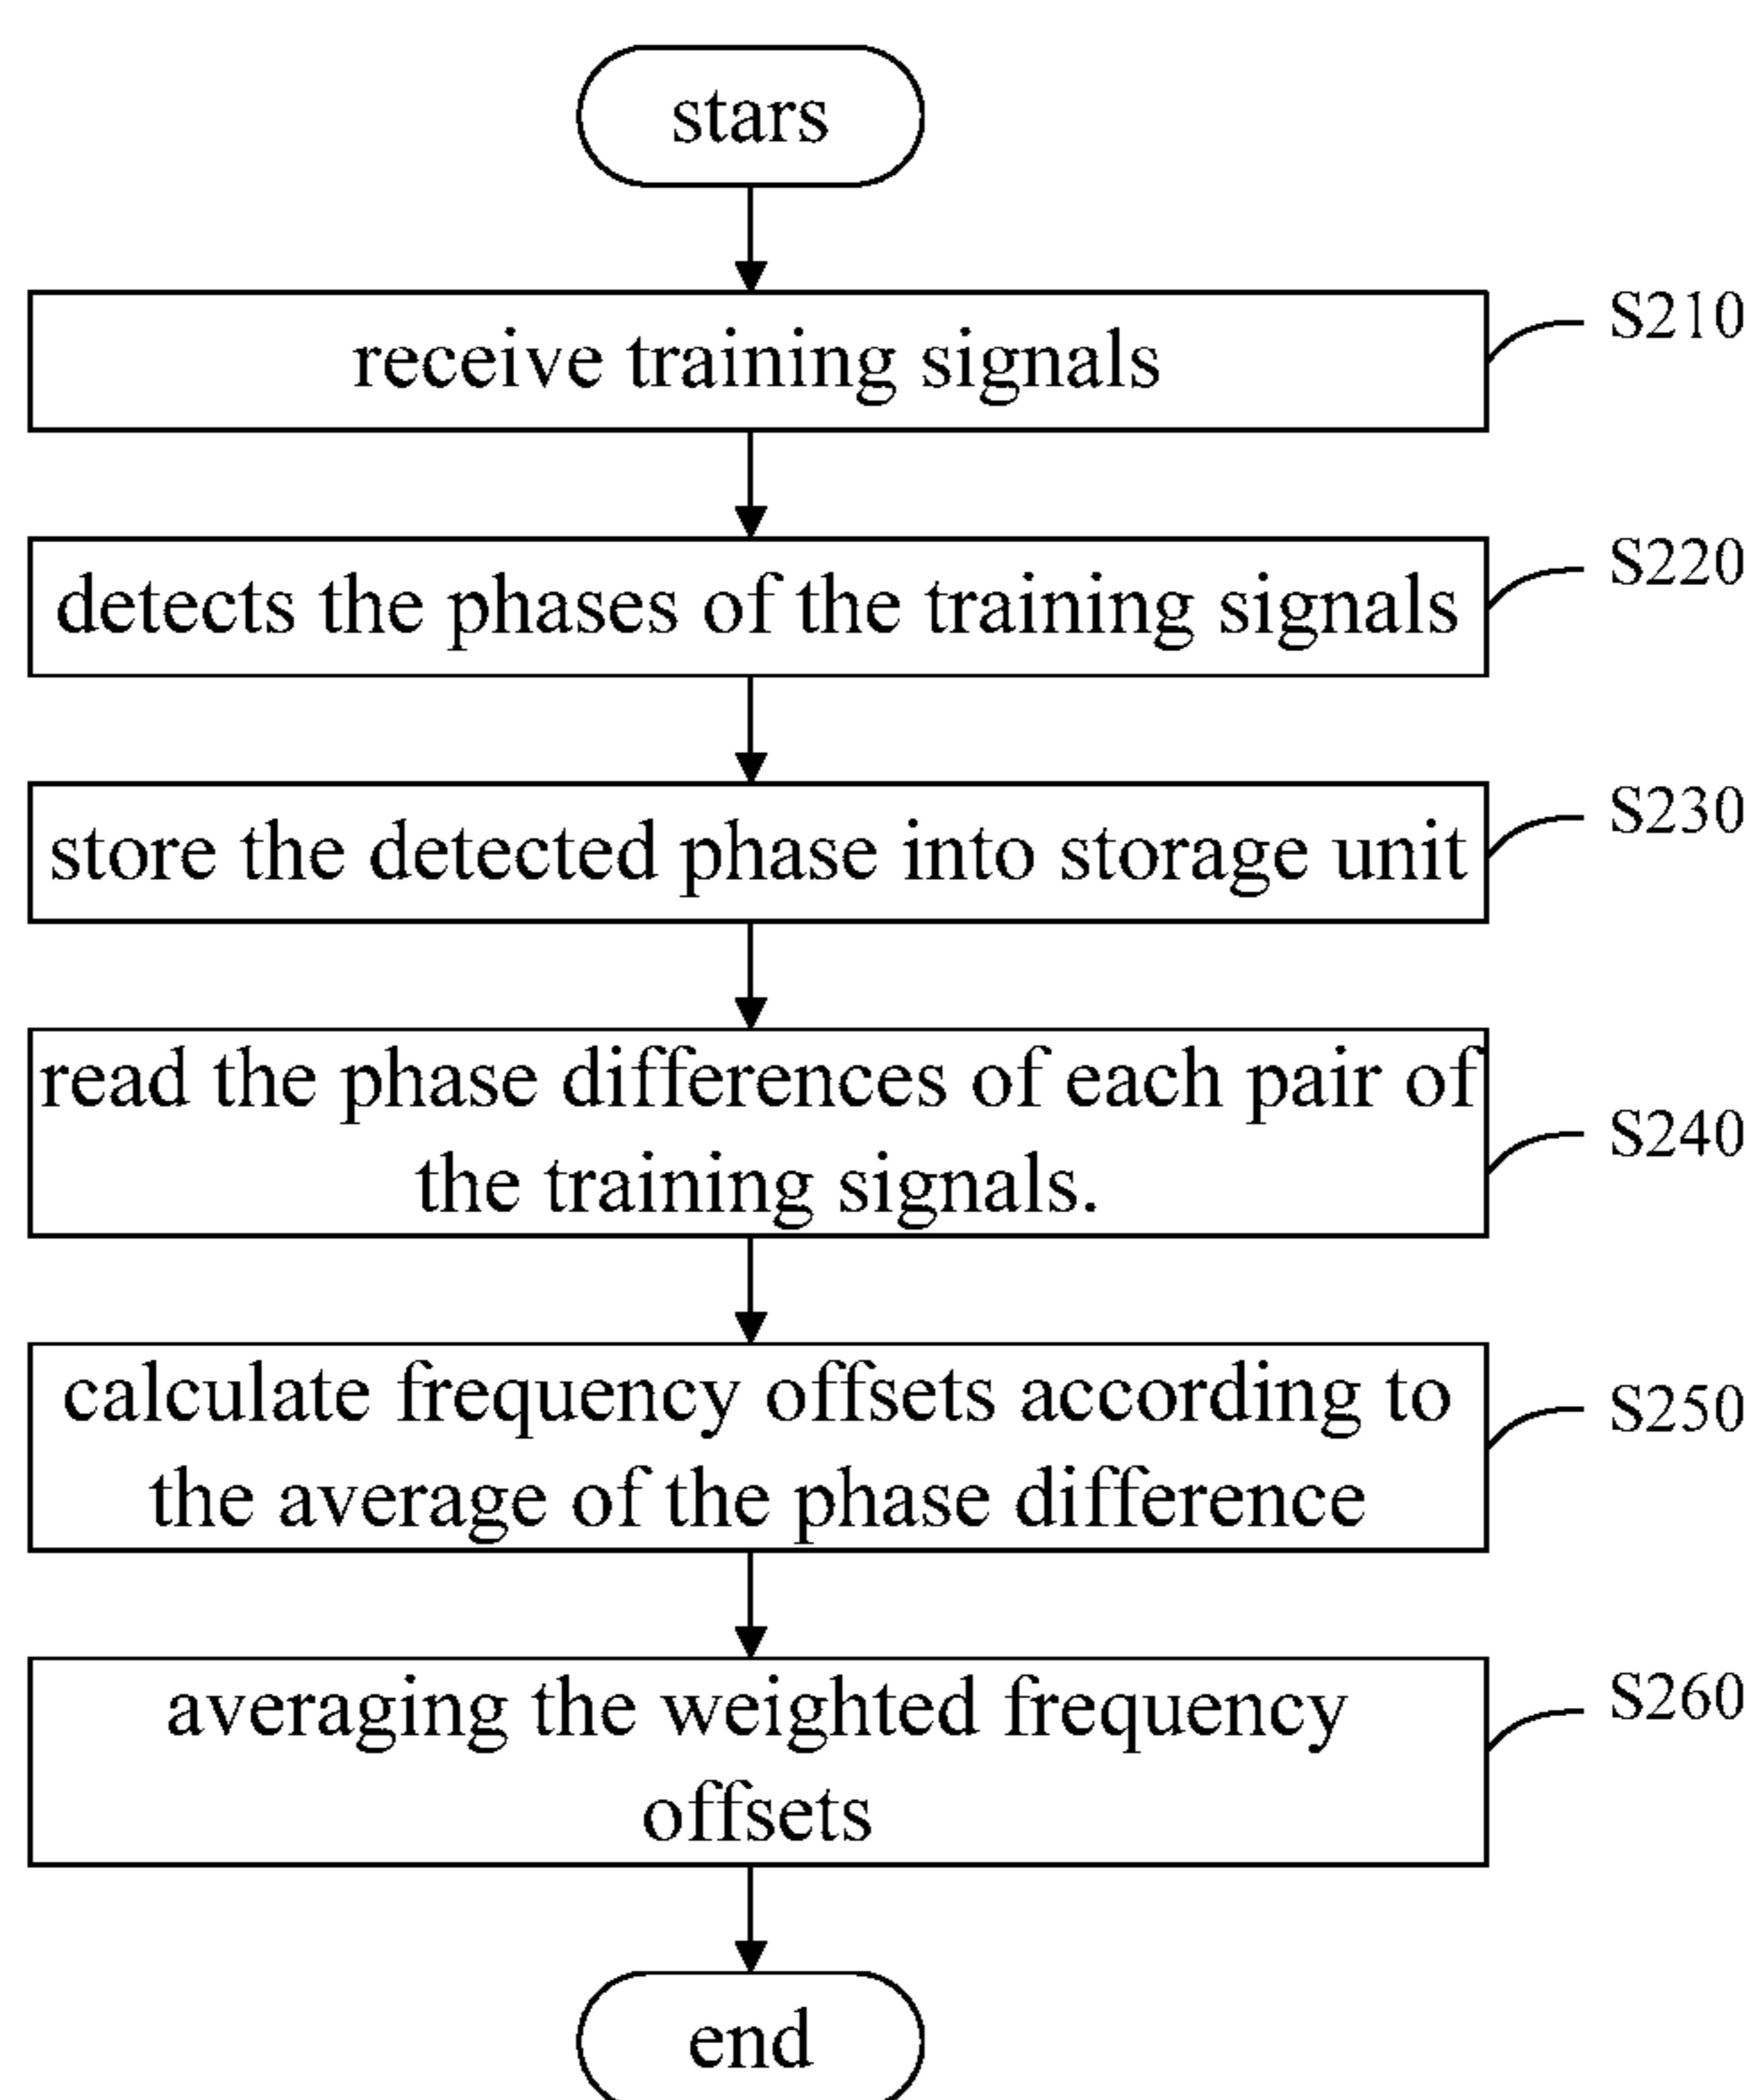 stars
receive training signals
S210
detects the phases of the training signals
S220
store the detected phase into storage unit
S230
read the phase differences of each pair of
the training signals.
S240
calculate frequency offsets according to
the average of the phase difference
S250
averaging the weighted frequency
offsets
S260
end